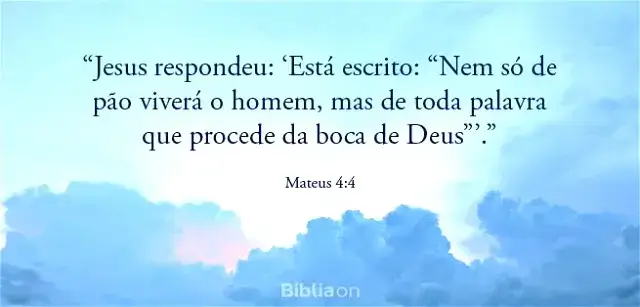 “Jesus respondeu: ‘Está escrito: “Nem só de
pão viverá o homem, mas de toda palavra
que procede da boca de Deus”’.”
Mateus 4:4
Bíbliaon